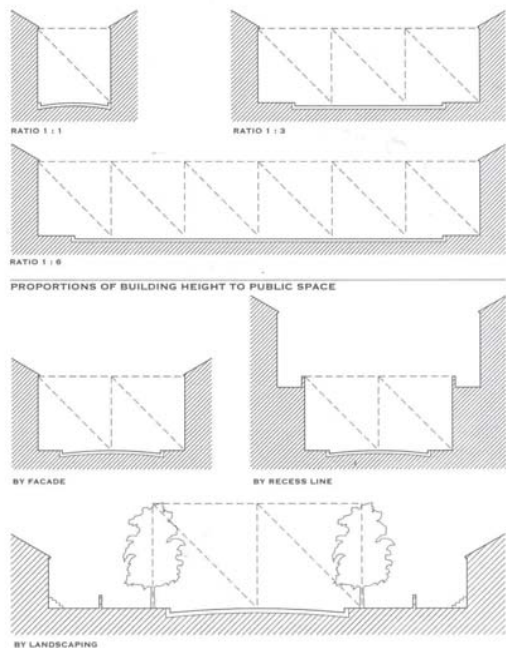 RATIO 1 : 1
RATIO 1 : 3
RATIO 1 : 6
PROPORTIONS OF BUILDING HEIGHT TO PUBLIC SPACE
BY FACADE
BY RECESS LINE
BY LANDSCAPING